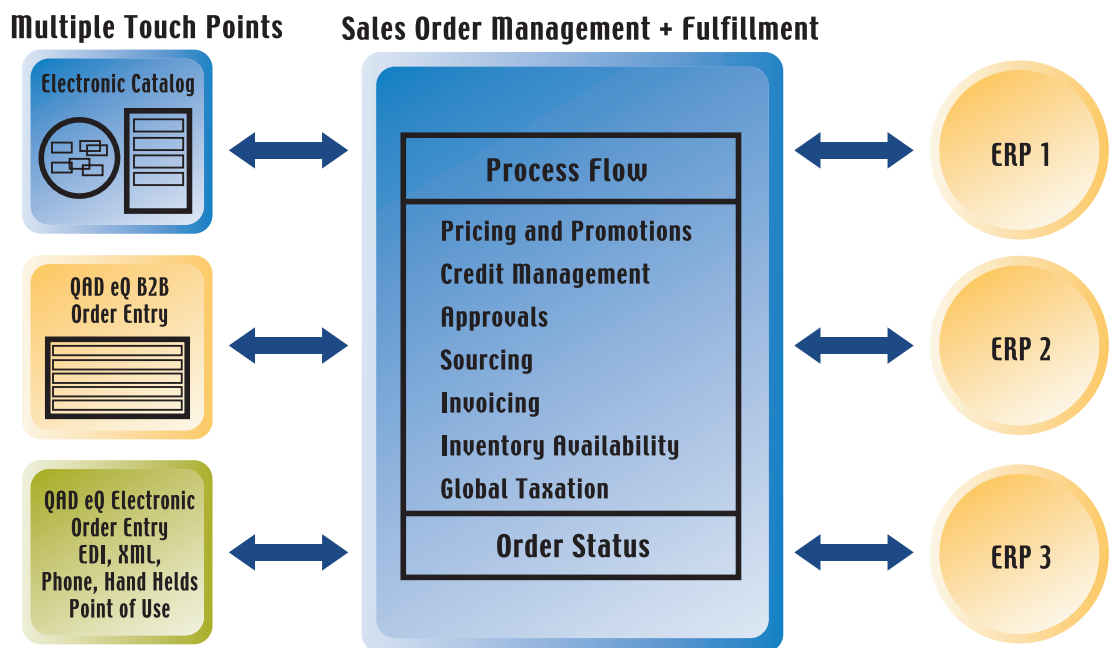 Multiple Touch Points
Sales Order Management + Fulfillment
Electronic Catalog
QAD eQ B2B
Order Entry
QAD eQ Electronic
Order Entry
EDI, XML,
Phone, Hand Helds
Point of Use
Process Flow
Pricing and Promotions
Credit Management
Approvals
Sourcing
Invoicing
Inventory Availability
Global Taxation
Order Status
ERP 1
ERP 2
ERP 3